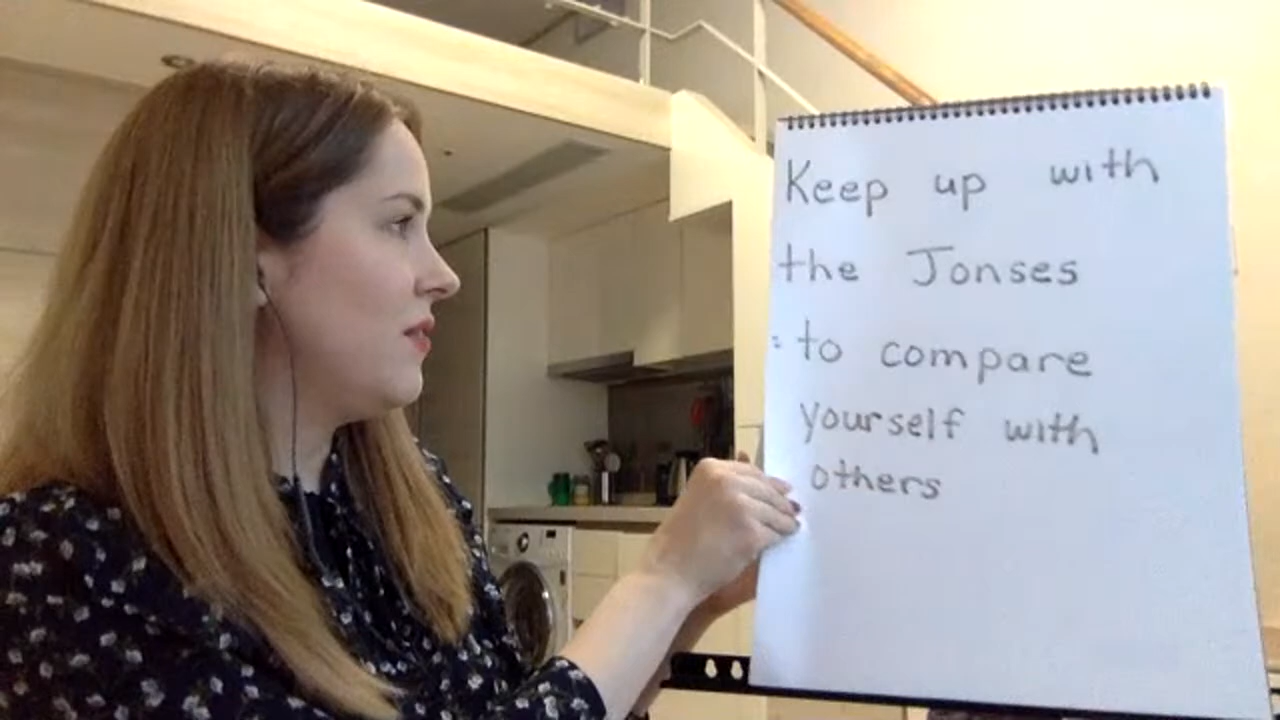 Keep up with
the Jonses
: to compare
yourself with
others